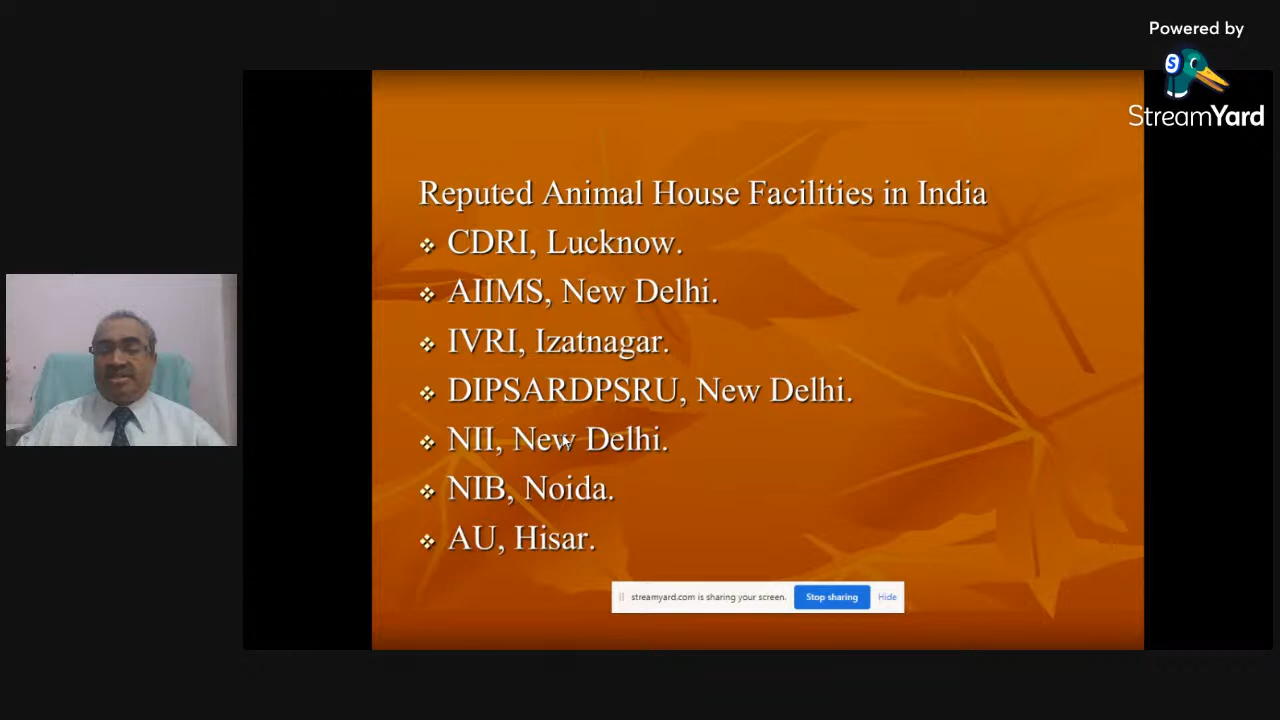 Powered by
S
StreamYard
Reputed Animal House Facilities in India
❖ CDRI, Lucknow.
❖ AIIMS, New Delhi.
❖ IVRI, Izatnagar.
❖ DIPSARDPSRU, New Delhi.
❖ NII, New Delhi.
❖ NIB, Noida.
❖ AU, Hisar.
streamyard.com is sharing your screen. Stop sharing Hide